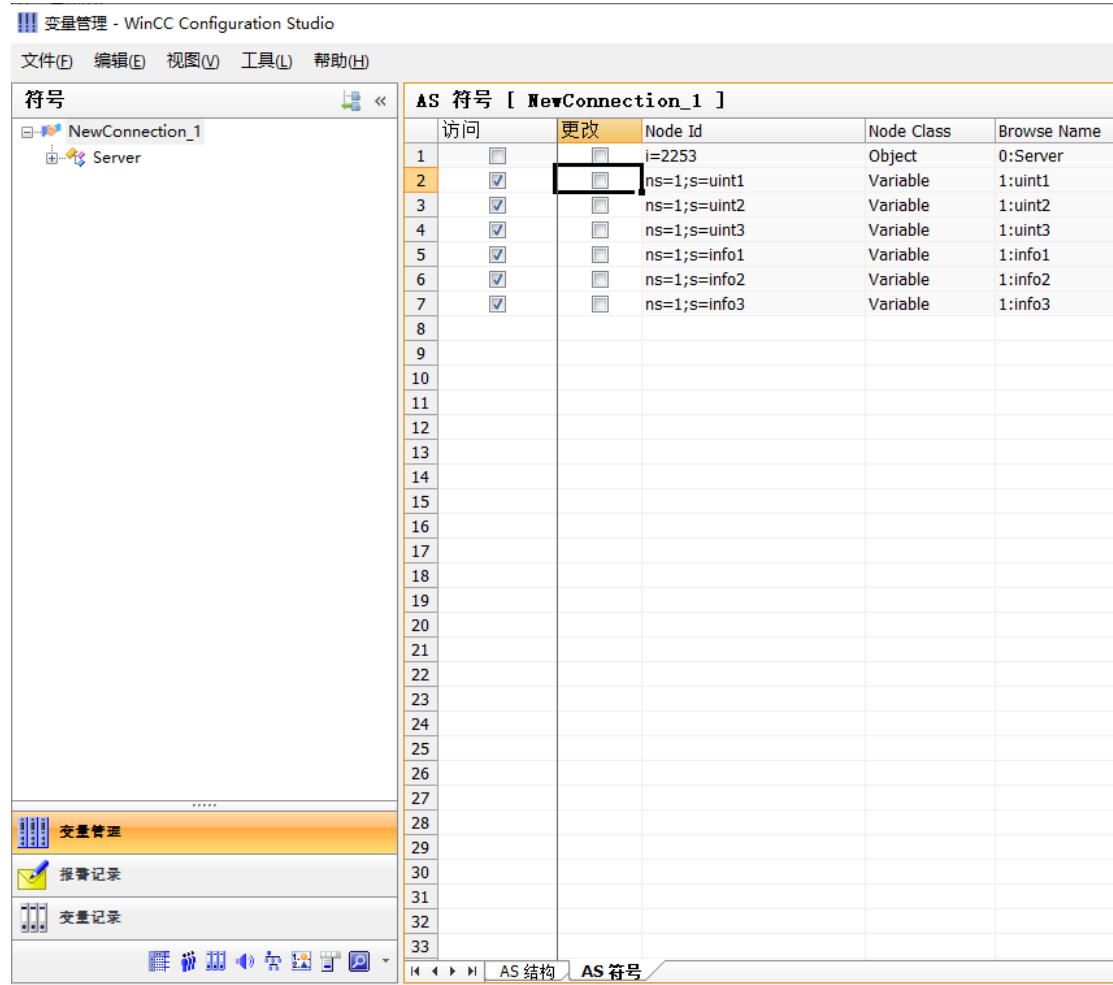 变量管理 - WinCC Configuration Studio
文件(F) 编辑(E) 视图(V) 工具(L) 帮助(H)
符号 «
NewConnection_1
Server
变量管理
报警记录
变量记录
AS 符号 [ NewConnection_1 ]
访问 更改 Node Id Node Class Browse Name
1 i=2253 Object 0:Server
2 ns=1;s=uint1 Variable 1:uint1
3 ns=1;s=uint2 Variable 1:uint2
4 ns=1;s=uint3 Variable 1:uint3
5 ns=1;s=info1 Variable 1:info1
6 ns=1;s=info2 Variable 1:info2
7 ns=1;s=info3 Variable 1:info3
8
9
10
11
12
13
14
15
16
17
18
19
20
21
22
23
24
25
26
27
28
29
30
31
32
33
AS 结构 AS 符号